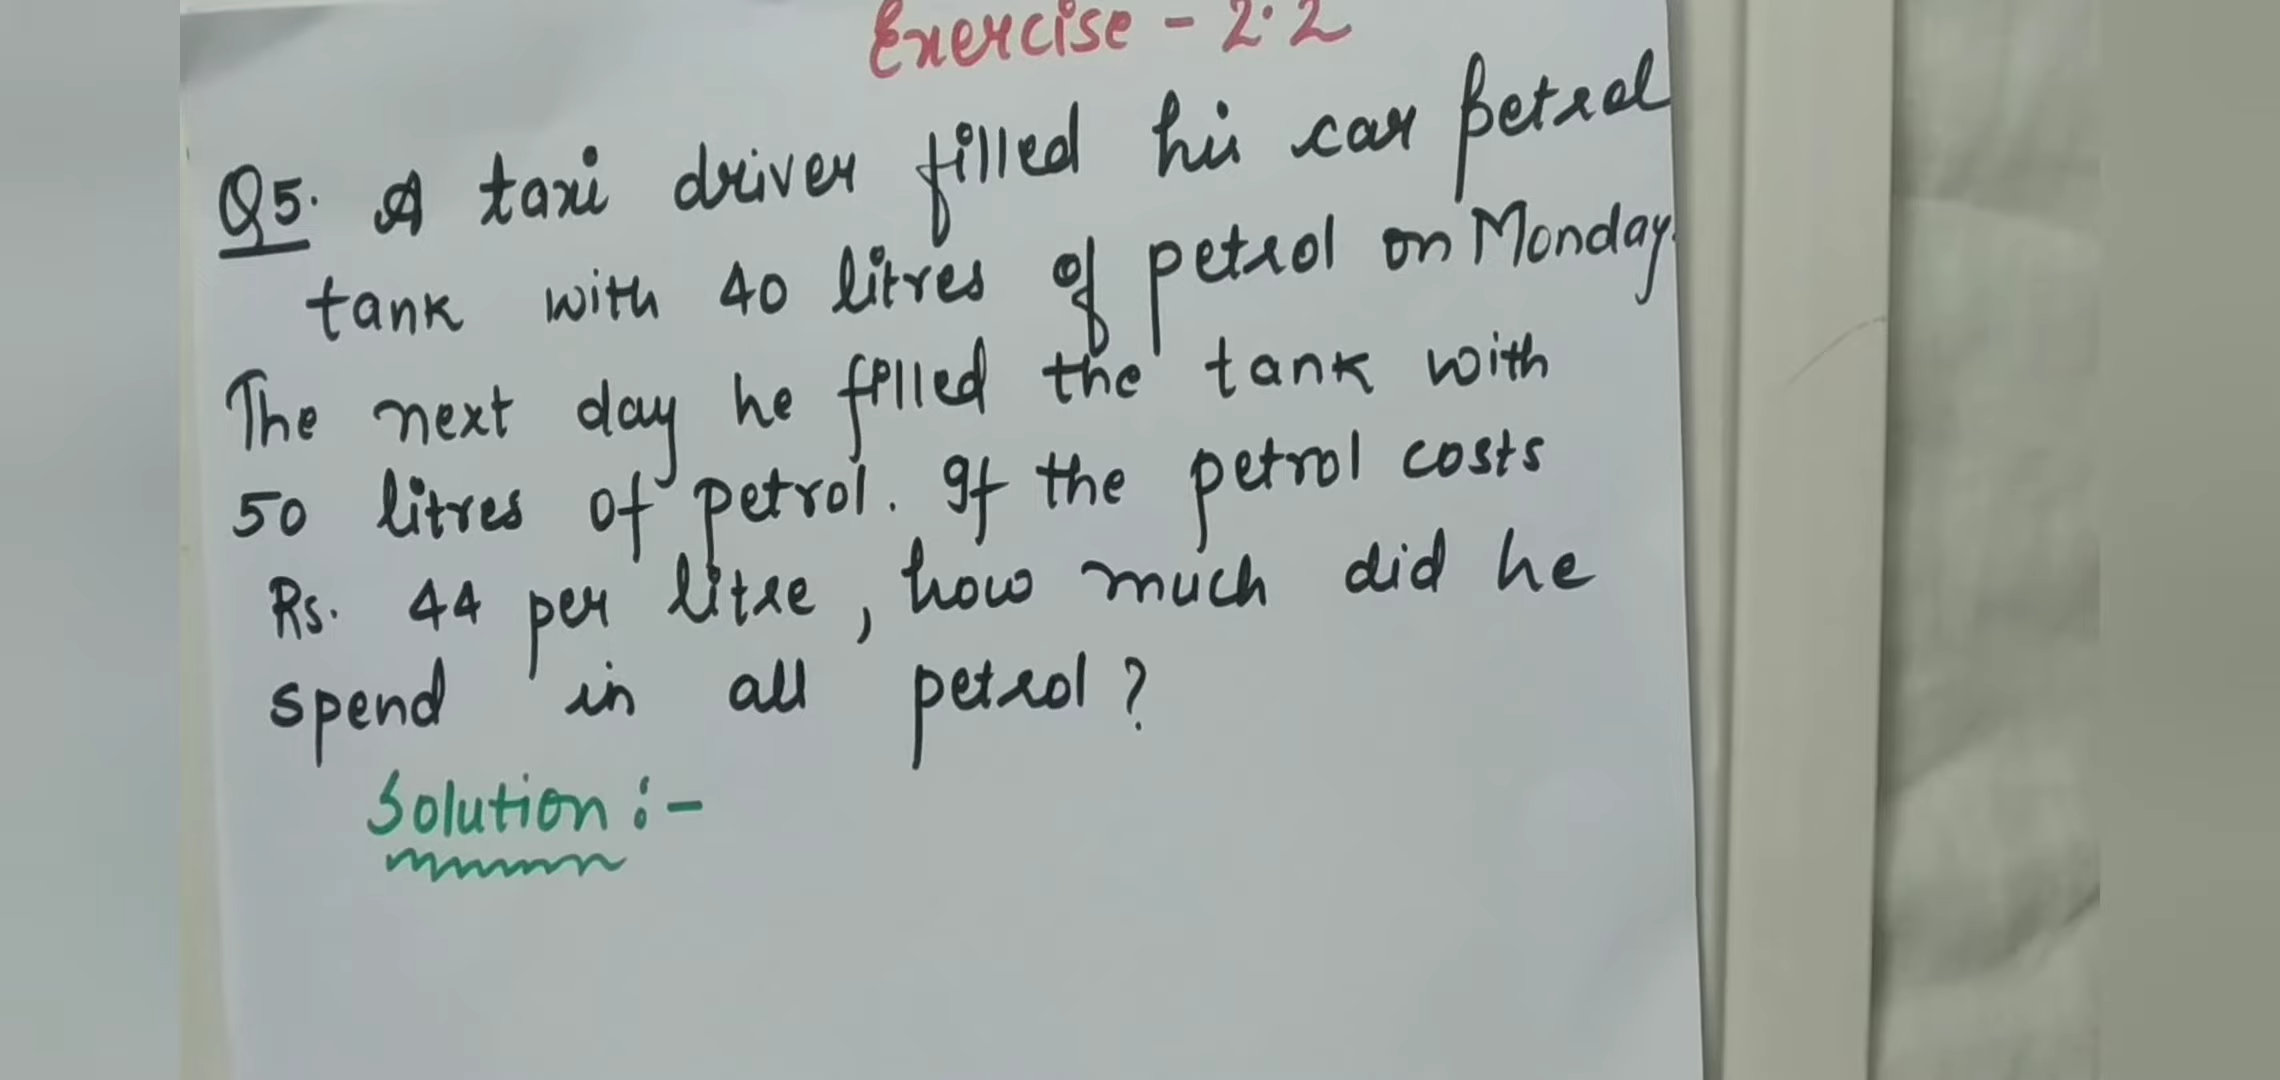 Exercise - 2.2
Q5. A taxi driver filled his car petrol
tank with 40 litres of petrol on Monday.
The next day he filled the tank with
50 litres of petrol. If the petrol costs
Rs. 44 per litre, how much did he
spend in all petrol?
Solution :-